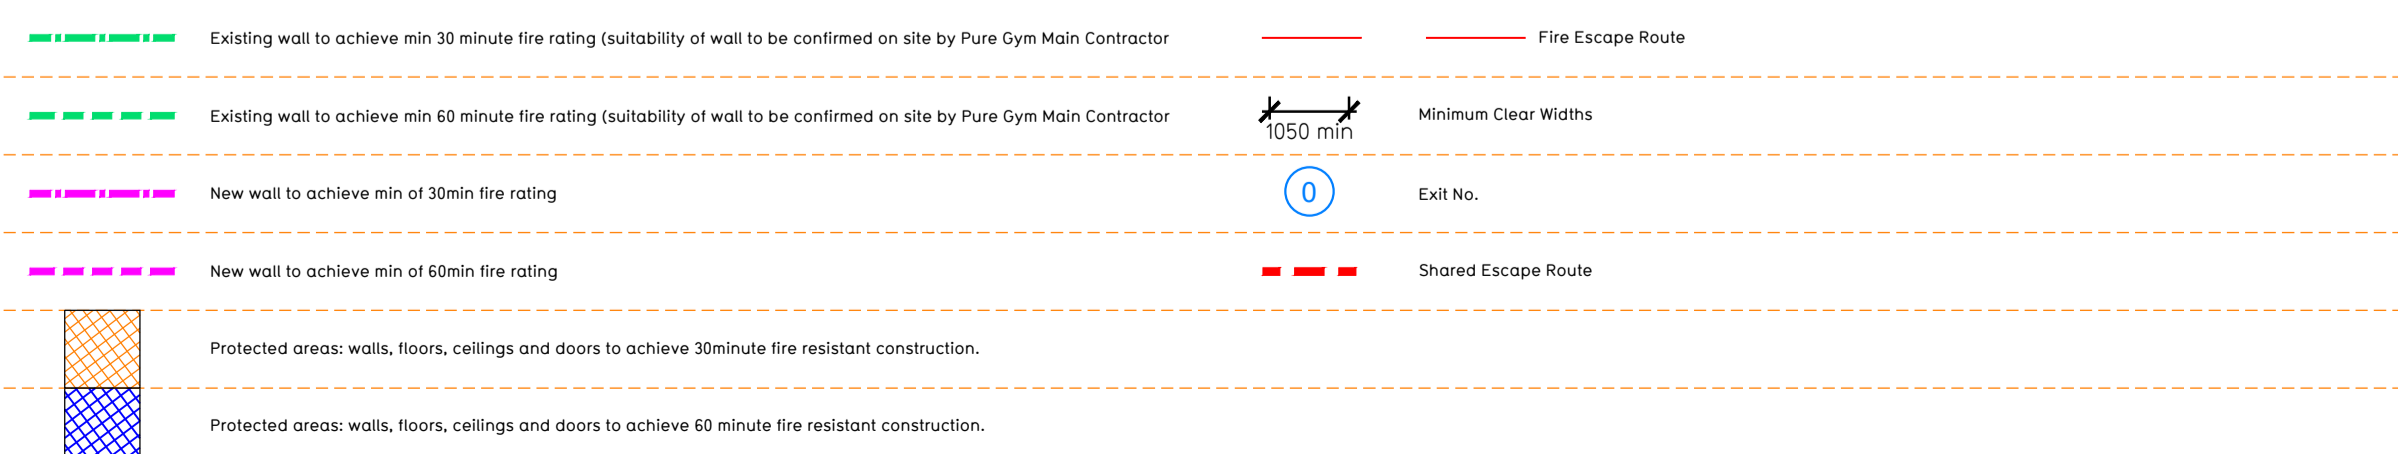 Existing wall to achieve min 30 minute fire rating (suitability of wall to be confirmed on site by Pure Gym Main Contractor
Fire Escape Route
Existing wall to achieve min 60 minute fire rating (suitability of wall to be confirmed on site by Pure Gym Main Contractor
1050 min
Minimum Clear Widths
New wall to achieve min of 30min fire rating
0
Exit No.
New wall to achieve min of 60min fire rating
Shared Escape Route
Protected areas: walls, floors, ceilings and doors to achieve 30minute fire resistant construction.
Protected areas: walls, floors, ceilings and doors to achieve 60 minute fire resistant construction.